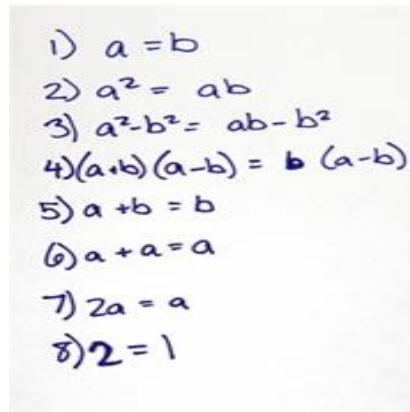 1) a = b
2) a² = ab
3) a²-b² = ab - b²
4) (a+b) (a-b) = b (a-b)
5) a + b = b
6) a + a = a
7) 2a = a
8) 2 = 1